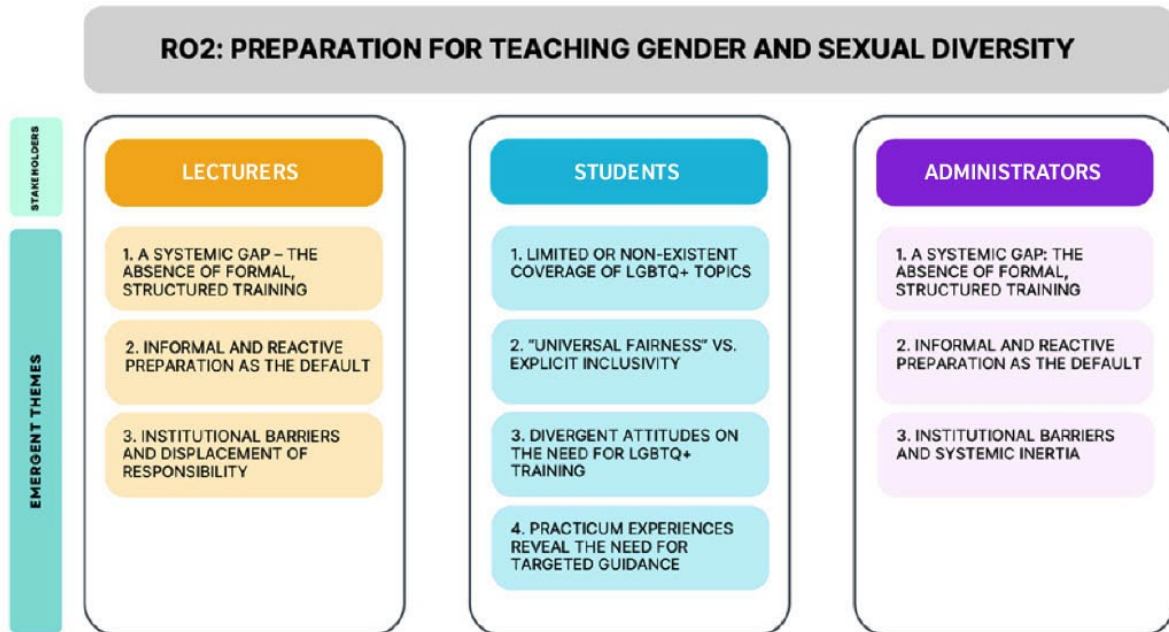 RO2: PREPARATION FOR TEACHING GENDER AND SEXUAL DIVERSITY
STAKEHOLDERS
LECTURERS
STUDENTS
ADMINISTRATORS
EMERGENT THEMES
1. A SYSTEMIC GAP – THE
ABSENCE OF FORMAL,
STRUCTURED TRAINING
2. INFORMAL AND REACTIVE
PREPARATION AS THE DEFAULT
3. INSTITUTIONAL BARRIERS
AND DISPLACEMENT OF
RESPONSIBILITY
1. LIMITED OR NON-EXISTENT
COVERAGE OF LGBTQ+ TOPICS
2. "UNIVERSAL FAIRNESS" VS.
EXPLICIT INCLUSIVITY
3. DIVERGENT ATTITUDES ON
THE NEED FOR LGBTQ+
TRAINING
4. PRACTICUM EXPERIENCES
REVEAL THE NEED FOR
TARGETED GUIDANCE
1. A SYSTEMIC GAP: THE
ABSENCE OF FORMAL,
STRUCTURED TRAINING
2. INFORMAL AND REACTIVE
PREPARATION AS THE DEFAULT
3. INSTITUTIONAL BARRIERS
AND SYSTEMIC INERTIA